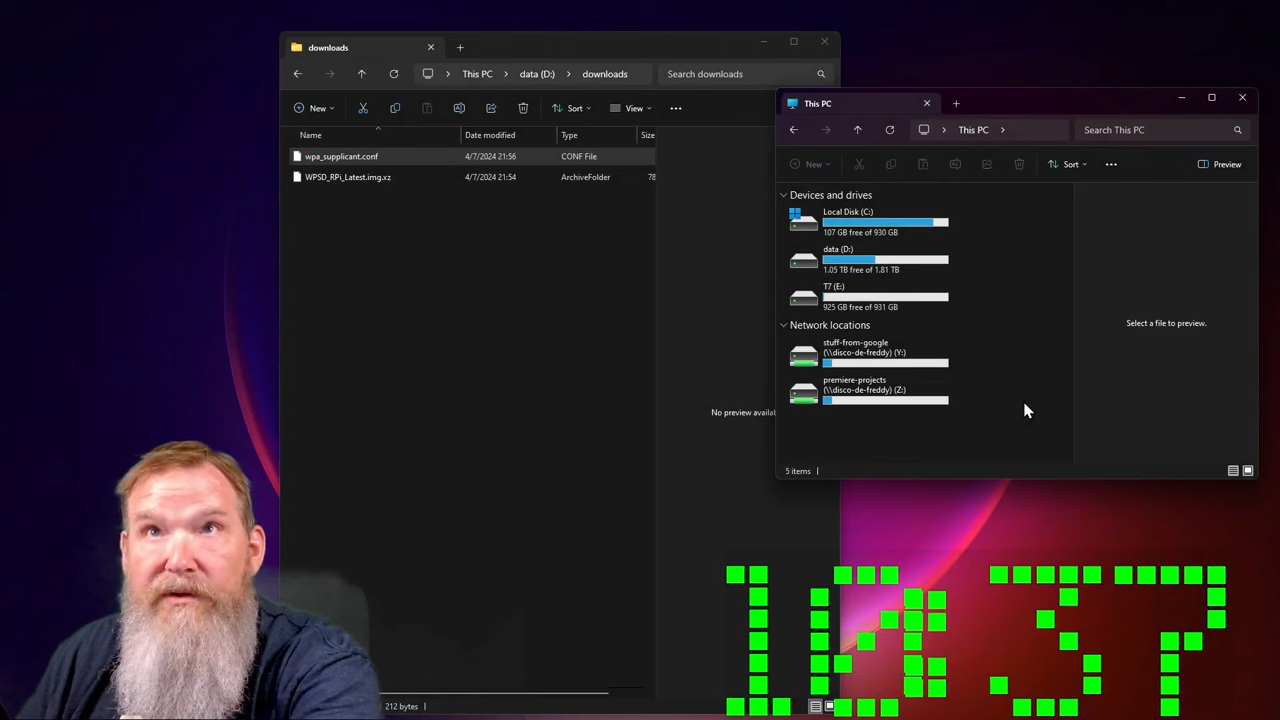 downloads
This PC
data (D:)
downloads
Search downloads
New
Sort
View
Name
Date modified
Type
Size
wpa_supplicant.conf
4/7/2024 21:56
CONF File
WPSD_RPi_Latest.img.xz
4/7/2024 21:54
ArchiveFolder
78
No preview availab
212 bytes
This PC
This PC
Search This PC
New
Sort
Preview
Devices and drives
Local Disk (C:)
107 GB free of 930 GB
data (D:)
1.05 TB free of 1.81 TB
T7 (E:)
925 GB free of 931 GB
Network locations
stuff-from-google
(\\disco-de-freddy) (Y:)
premiere-projects
(\\disco-de-freddy) (Z:)
Select a file to preview.
5 items